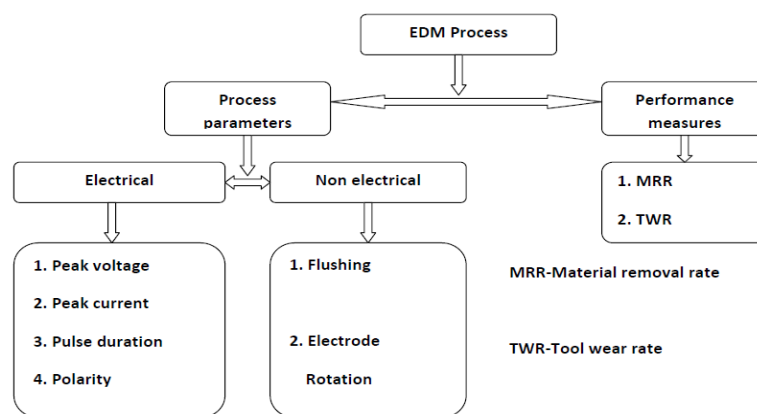 EDM Process
Process
parameters
Performance
measures
Electrical
Non electrical
1. MRR
2. TWR
1. Peak voltage
2. Peak current
3. Pulse duration
4. Polarity
1. Flushing
2. Electrode
Rotation
MRR-Material removal rate
TWR-Tool wear rate